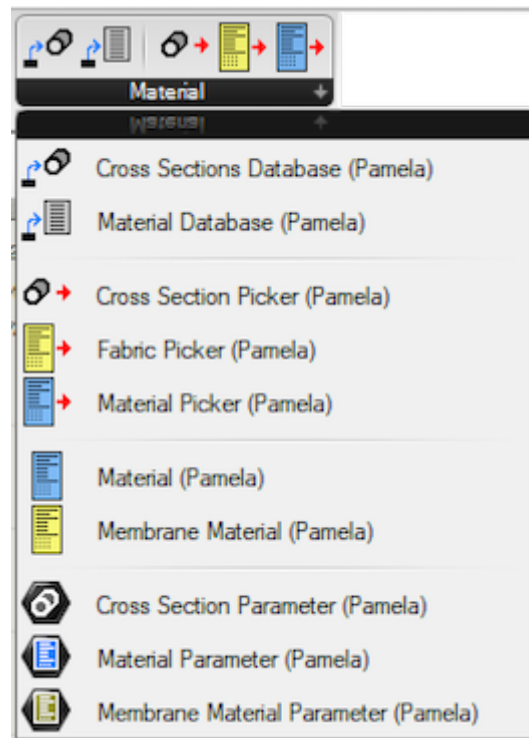 Material
Cross Sections Database (Pamela)
Material Database (Pamela)
Cross Section Picker (Pamela)
Fabric Picker (Pamela)
Material Picker (Pamela)
Material (Pamela)
Membrane Material (Pamela)
Cross Section Parameter (Pamela)
Material Parameter (Pamela)
Membrane Material Parameter (Pamela)